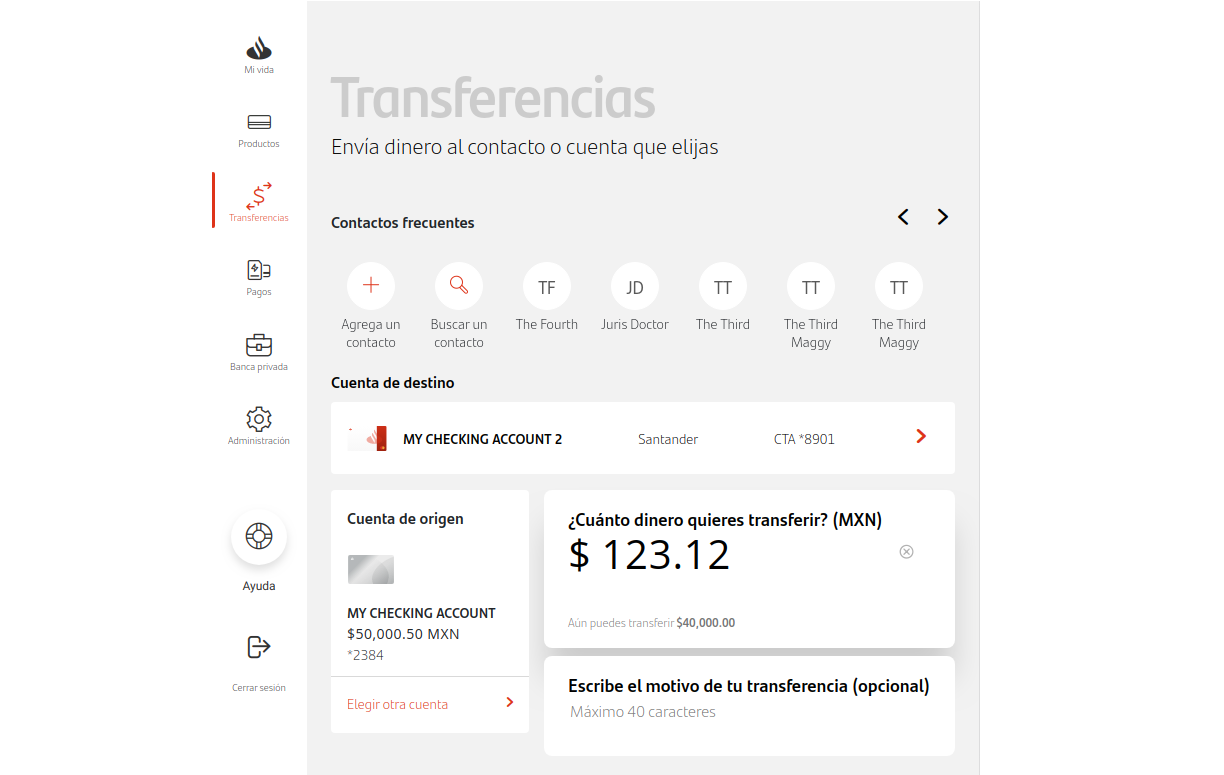 Mi vida
Productos
Transferencias
Pagos
Banca privada
Administración
Ayuda
Cerrar sesión
Transferencias
Envía dinero al contacto o cuenta que elijas
Contactos frecuentes
TF
JD
TT
TT
TT
Agrega un
contacto
Buscar un
contacto
The Fourth
Juris Doctor
The Third
The Third
Maggy
The Third
Maggy
Cuenta de destino
MY CHECKING ACCOUNT 2
Santander
CTA *8901
Cuenta de origen
MY CHECKING ACCOUNT
$50,000.50 MXN
*2384
Elegir otra cuenta
¿Cuánto dinero quieres transferir? (MXN)
$ 123.12
Aún puedes transferir $40,000.00
Escribe el motivo de tu transferencia (opcional)
Máximo 40 caracteres